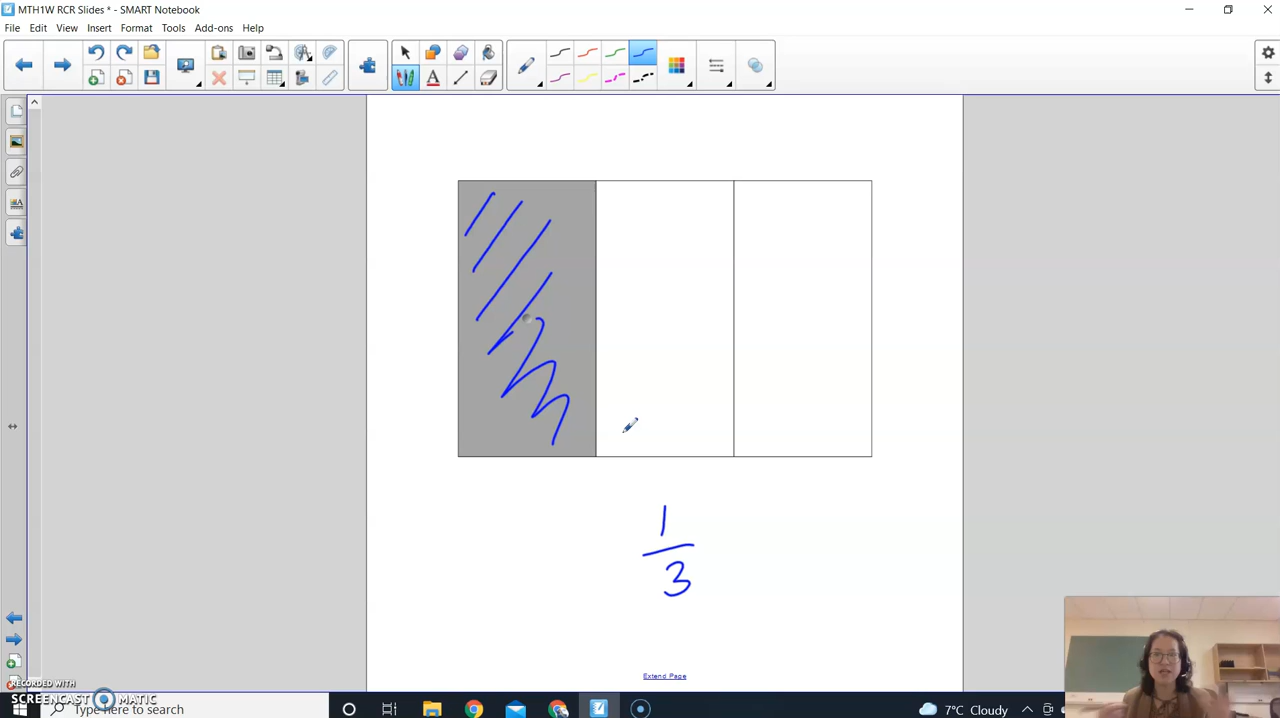 MTH1W RCR Slides * - SMART Notebook
File Edit View Insert Format Tools Add-ons Help
1
3
Extend Page
RECORDED WITH
SCREENCAST MATIC
Type here to search
7°C Cloudy